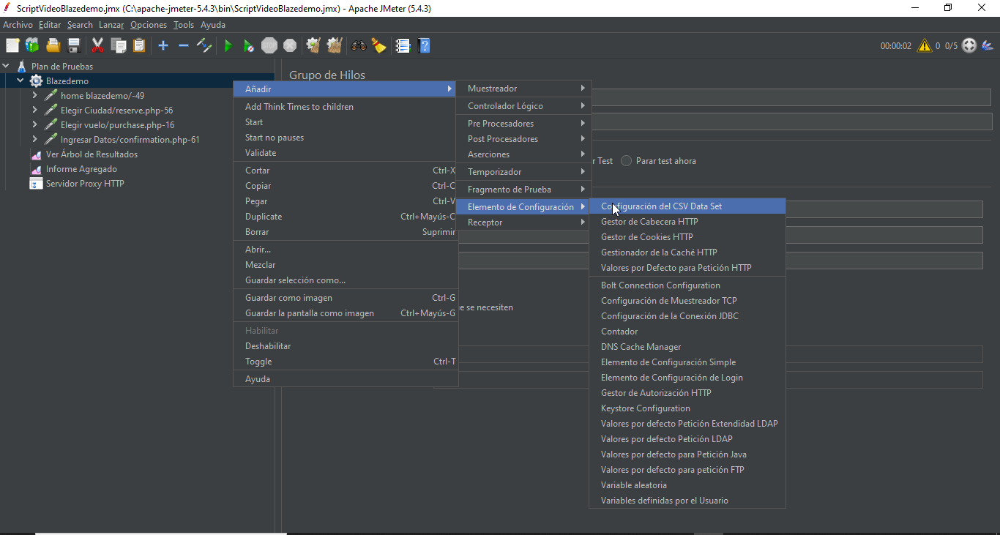 ScriptVideoBlazedemo.jmx (C:\apache-jmeter-5.4.3\bin\ScriptVideoBlazedemo.jmx) - Apache JMeter (5.4.3)
Archivo Editar Search Lanzar Opciones Tools Ayuda
STOP 00:00:02 0 0/5
Plan de Pruebas
Blazedemo
home blazedemo/-49
Elegir Ciudad/reserve.php-56
Elegir vuelo/purchase.php-16
Ingresar Datos/confirmation.php-61
Ver Árbol de Resultados
Informe Agregado
Servidor Proxy HTTP
Grupo de Hilos
r Test Parar test ahora
e se necesiten
Añadir
Add Think Times to children
Start
Start no pauses
Validate
Cortar Ctrl-X
Copiar Ctrl-C
Pegar Ctrl-V
Duplicate Ctrl+Mayús-C
Borrar Suprimir
Abrir...
Mezclar
Guardar selección como...
Guardar como imagen Ctrl-G
Guardar la pantalla como imagen Ctrl+Mayús-G
Habilitar
Deshabilitar
Toggle Ctrl-T
Ayuda
Muestreador
Controlador Lógico
Pre Procesadores
Post Procesadores
Aserciones
Temporizador
Fragmento de Prueba
Elemento de Configuración
Receptor
Configuración del CSV Data Set
Gestor de Cabecera HTTP
Gestor de Cookies HTTP
Gestionador de la Caché HTTP
Valores por Defecto para Petición HTTP
Bolt Connection Configuration
Configuración de Muestreador TCP
Configuración de la Conexión JDBC
Contador
DNS Cache Manager
Elemento de Configuración Simple
Elemento de Configuración de Login
Gestor de Autorización HTTP
Keystore Configuration
Valores por defecto Petición Extendidad LDAP
Valores por defecto Petición LDAP
Valores por defecto para Petición Java
Valores por defecto para petición FTP
Variable aleatoria
Variables definidas por el Usuario